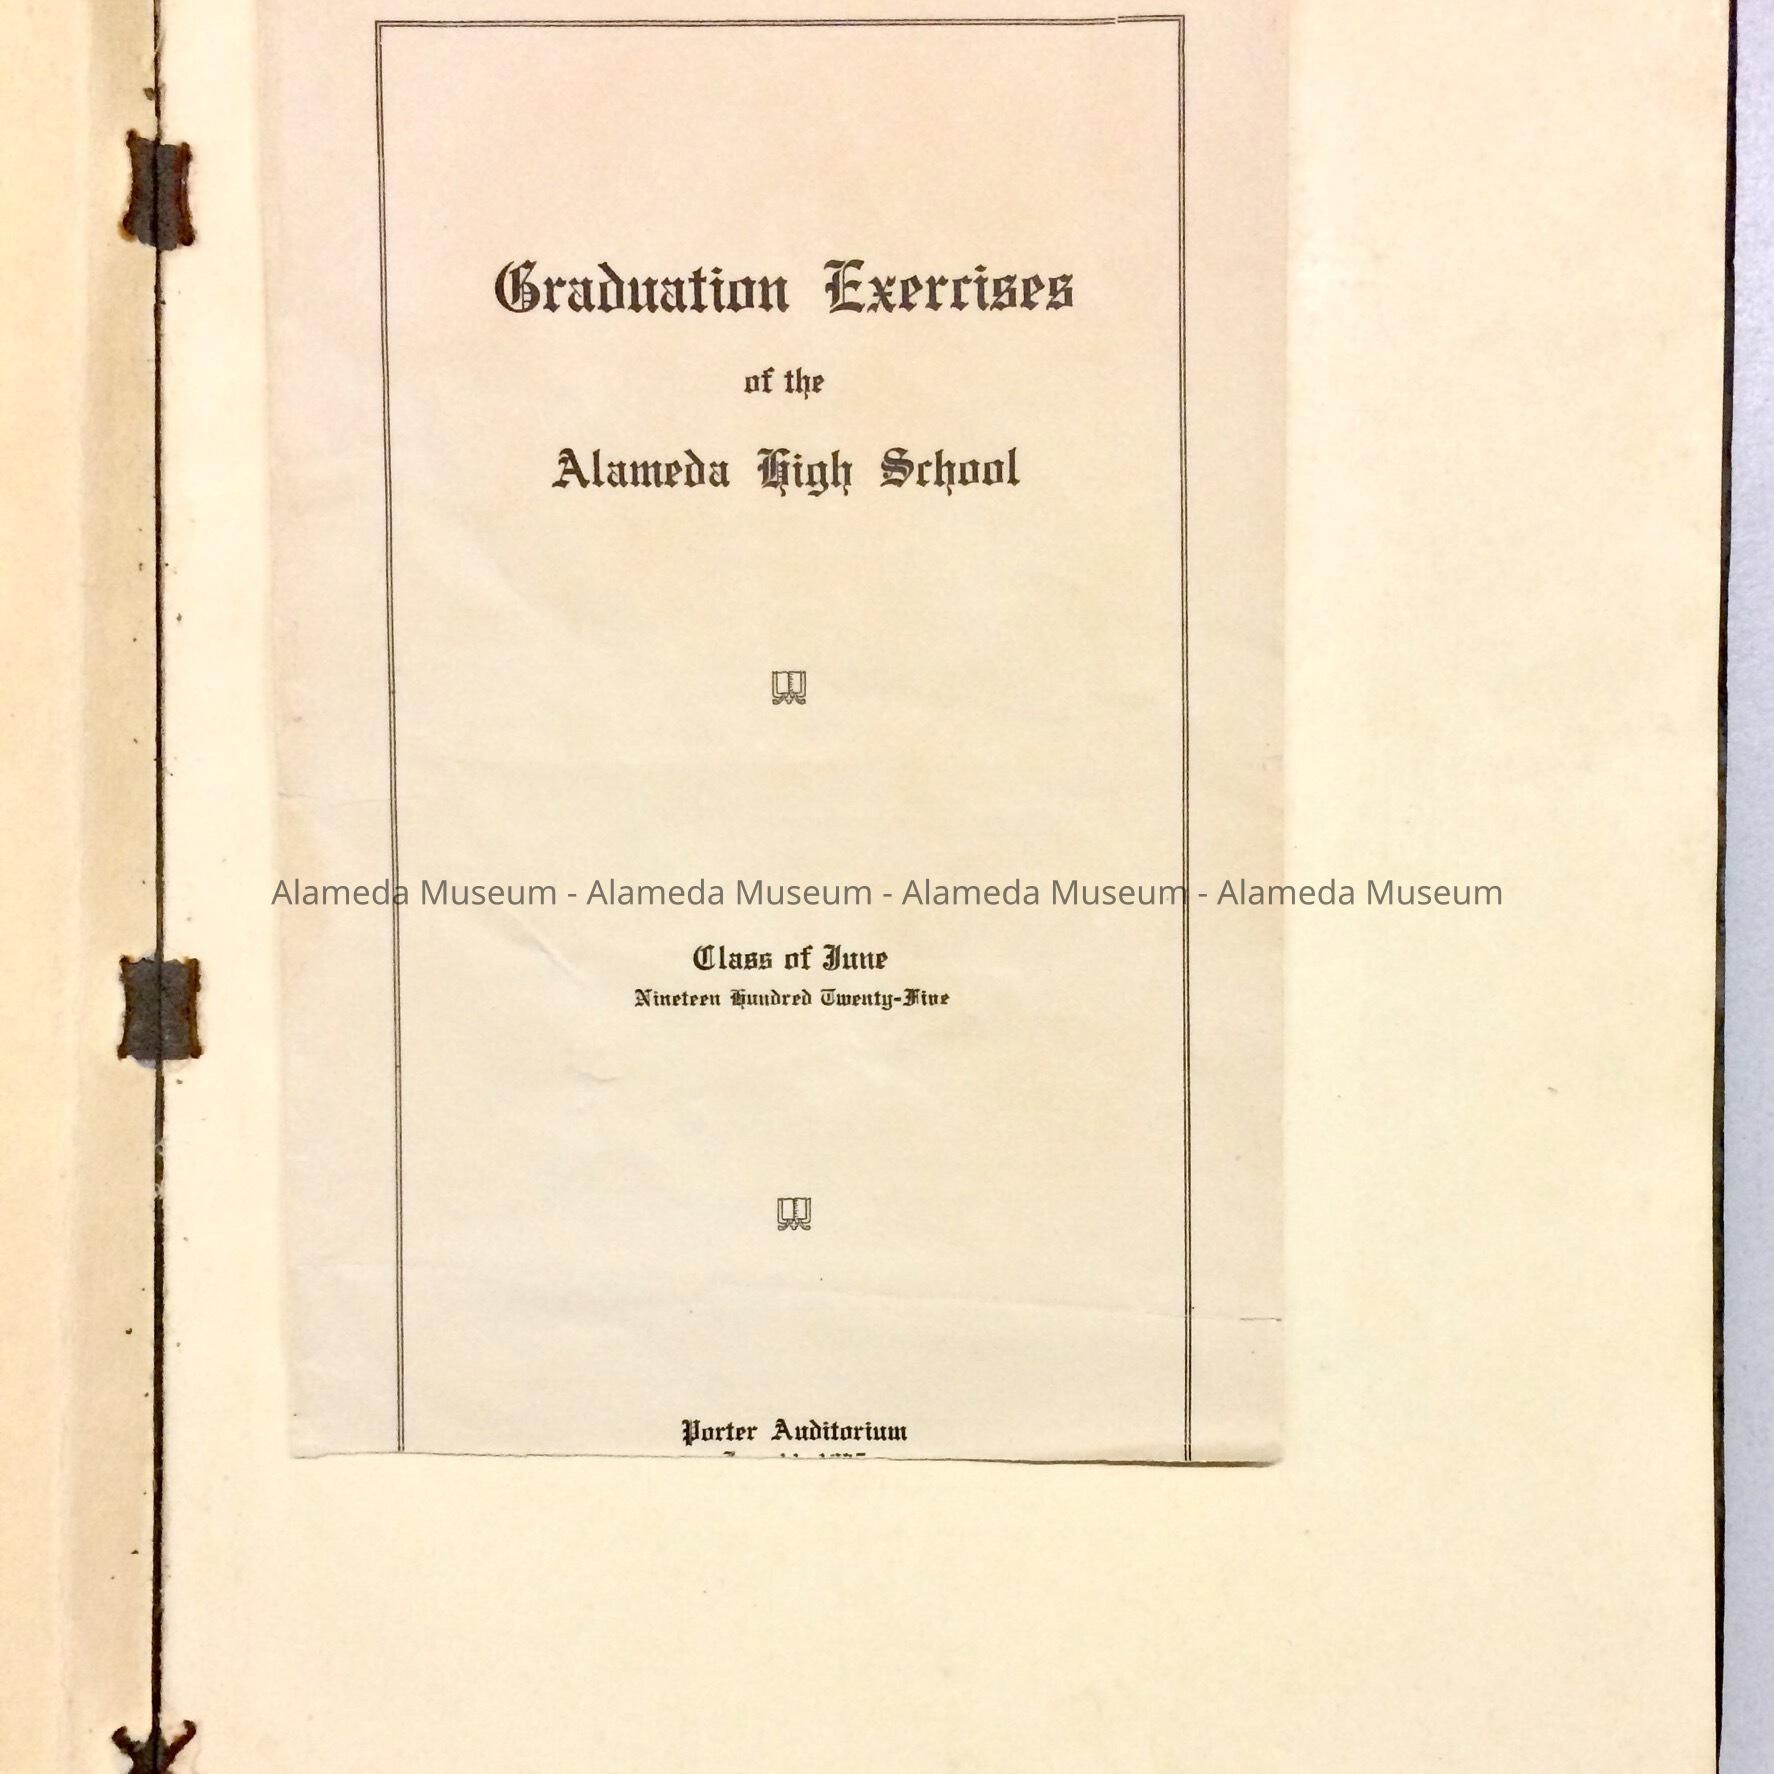 Graduation Exercises
of the
Alameda High School
Alameda Museum - Alameda Museum - Alameda Museum - Alameda Museum
Class of June
Nineteen Hundred Twenty-Five
Porter Auditorium